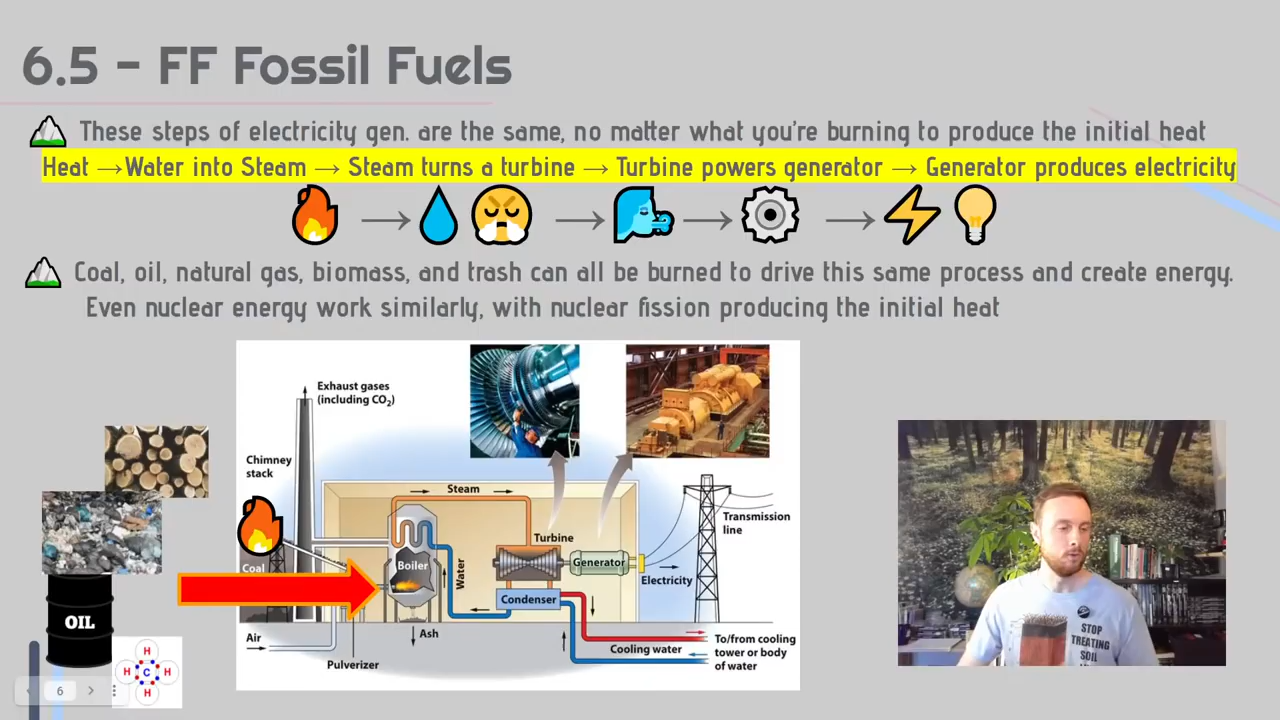 6.5 - FF Fossil Fuels
These steps of electricity gen. are the same, no matter what you're burning to produce the initial heat
Heat →Water into Steam → Steam turns a turbine → Turbine powers generator → Generator produces electricity
Coal, oil, natural gas, biomass, and trash can all be burned to drive this same process and create energy.
Even nuclear energy work similarly, with nuclear fission producing the initial heat
Exhaust gases
(including CO₂)
Chimney
stack
Steam
Turbine
Transmission
line
Coal
Boiler
Water
Generator
Electricity
Condenser
Air
Ash
Cooling water
To/from cooling
tower or body
of water
Pulverizer
OIL
H
H C H
H
6
STOP
TREATING
SOIL